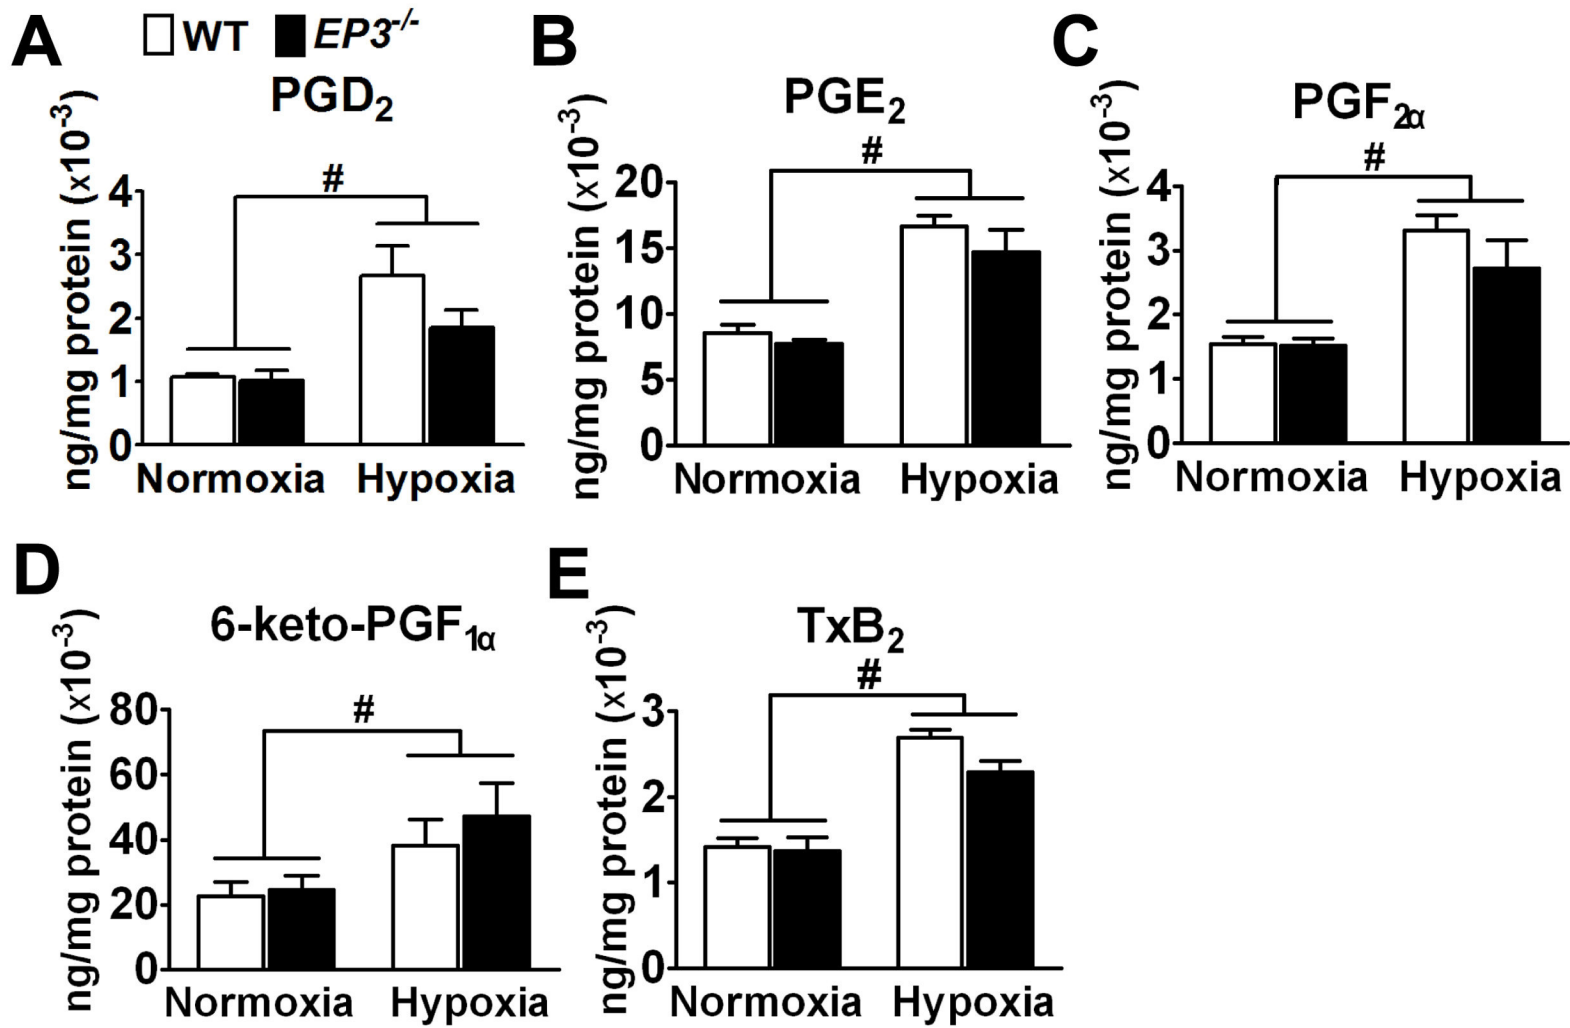 A
WT EP3-/-
PGD2
ng/mg protein (x10-3)
#
4
3
2
1
0
Normoxia Hypoxia
B
PGE2
ng/mg protein (x10-3)
#
20
15
10
5
0
Normoxia Hypoxia
C
PGF2α
ng/mg protein (x10-3)
#
4
3
2
1
0
Normoxia Hypoxia
D
6-keto-PGF1α
ng/mg protein (x10-3)
#
80
60
40
20
0
Normoxia Hypoxia
E
TxB2
ng/mg protein (x10-3)
#
3
2
1
0
Normoxia Hypoxia